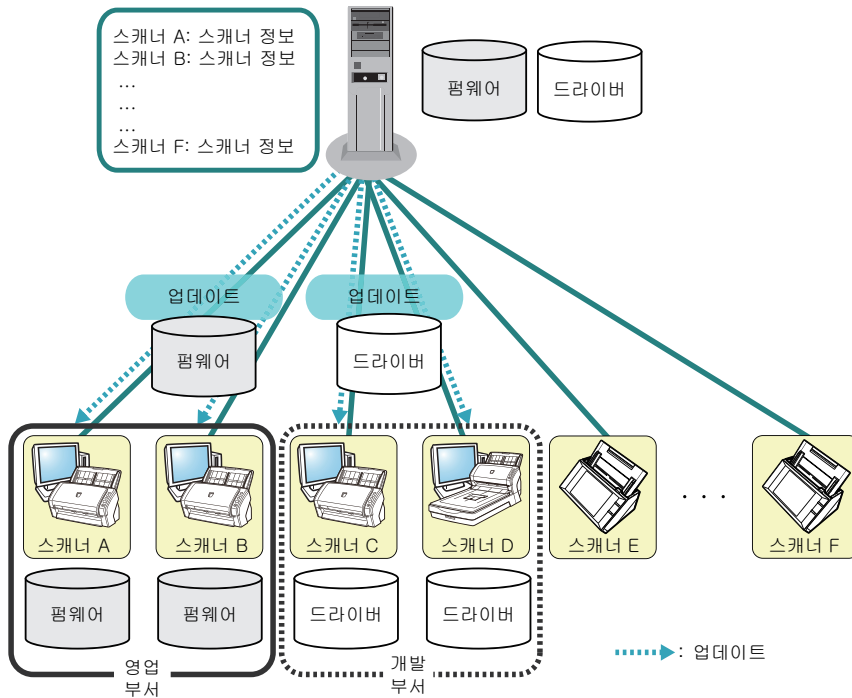 스캐너 A: 스캐너 정보
스캐너 B: 스캐너 정보
...
...
...
스캐너 F: 스캐너 정보
펌웨어
드라이버
업데이트
업데이트
펌웨어
드라이버
스캐너 A
스캐너 B
스캐너 C
스캐너 D
스캐너 E
. . .
스캐너 F
펌웨어
펌웨어
드라이버
드라이버
영업
부서
개발
부서
: 업데이트